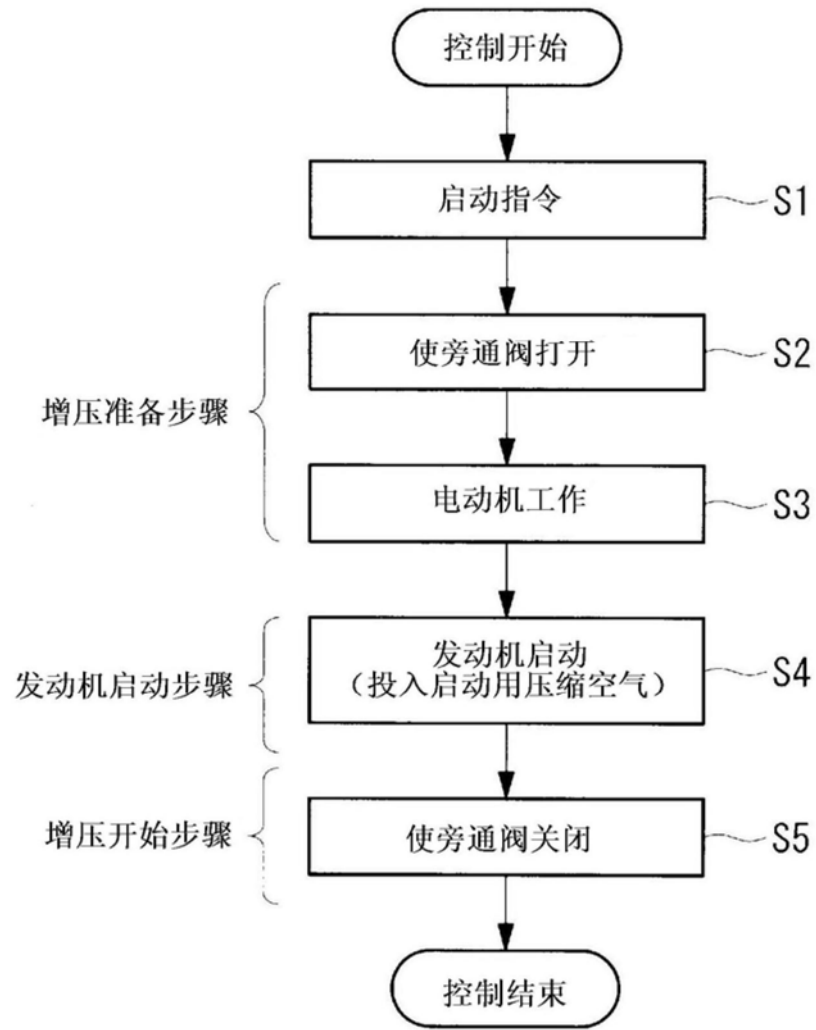 控制开始
启动指令
S1
使旁通阀打开
S2
增压准备步骤
电动机工作
S3
发动机启动
（投入启动用压缩空气）
S4
发动机启动步骤
使旁通阀关闭
S5
增压开始步骤
控制结束